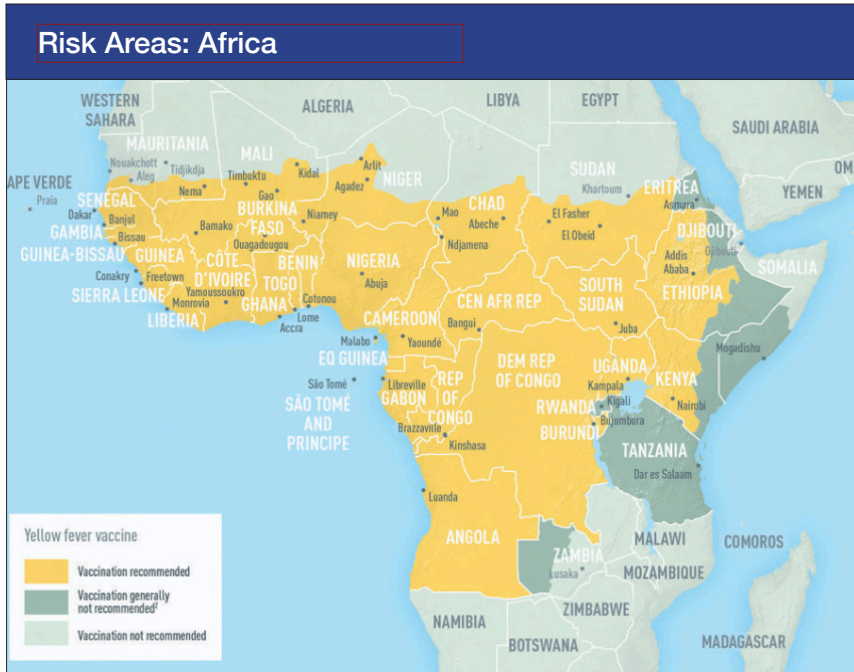 Risk Areas: Africa
WESTERN
SAHARA
ALGERIA
LIBYA
EGYPT
SAUDI ARABIA
MAURITANIA
Nouakchott
Tidjikdja
Aleg
MALI
Timbuktu
Kidal
Arlit
Agadez
NIGER
SUDAN
Khartoum
ERITREA
Asmara
OM
YEMEN
APE VERDE
Praia
Nema
Gao
SENEGAL
Dakar
Banjul
GAMBIA
Bissau
GUINEA-BISSAU
GUINEA
Bamako
BURKINA
FASO
Ouagadougou
Niamey
CHAD
Mao
Abeche
Ndjamena
El Fasher
El Obeid
DJIBOUTI
Djibouti
Addis
Ababa
SOMALIA
ETHIOPIA
Conakry
Freetown
SIERRA LEONE
Monrovia
LIBERIA
CÔTE
D'IVOIRE
Yamoussoukro
BENIN
TOGO
GHANA
Cotonou
Lome
Accra
NIGERIA
Abuja
CAMEROON
Yaoundé
CEN AFR REP
Bangui
SOUTH
SUDAN
Juba
Mogadishu
Malabo
EQ GUINEA
São Tomé
SÃO TOMÉ
AND
PRINCIPE
Libreville
GABON
REP
OF
CONGO
Brazzaville
Kinshasa
DEM REP
OF CONGO
UGANDA
Kampala
KENYA
Nairobi
RWANDA
Kigali
Bujumbura
BURUNDI
TANZANIA
Dar es Salaam
Luanda
ANGOLA
ZAMBIA
Lusaka
MALAWI
COMOROS
MOZAMBIQUE
ZIMBABWE
NAMIBIA
BOTSWANA
MADAGASCAR
Yellow fever vaccine
Vaccination recommended
Vaccination generally
not recommended²
Vaccination not recommended